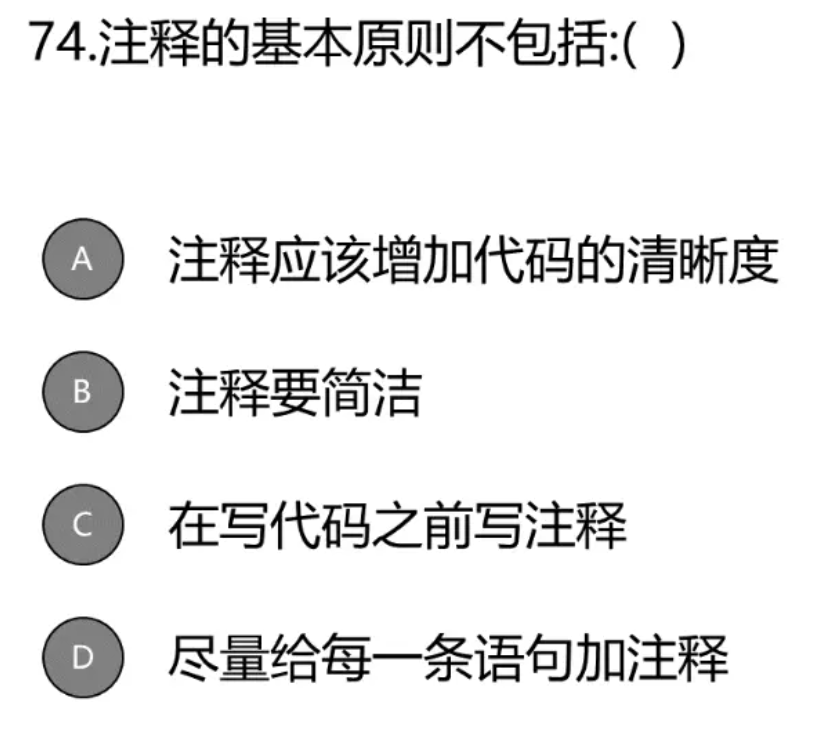 74.注释的基本原则不包括:( )
A 注释应该增加代码的清晰度
B 注释要简洁
C 在写代码之前写注释
D 尽量给每一条语句加注释